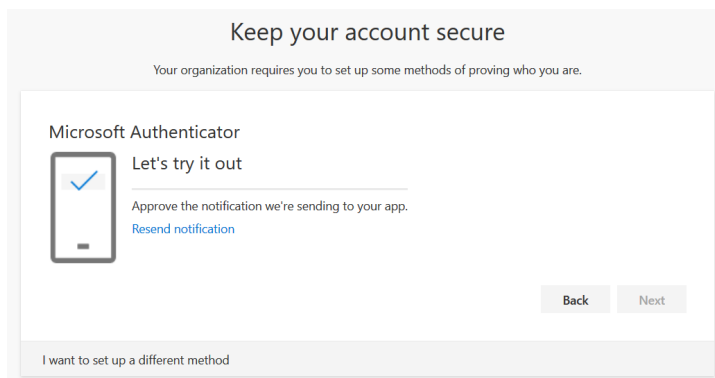 Keep your account secure
Your organization requires you to set up some methods of proving who you are.
Microsoft Authenticator
Let's try it out
Approve the notification we're sending to your app.
Resend notification
Back Next
I want to set up a different method